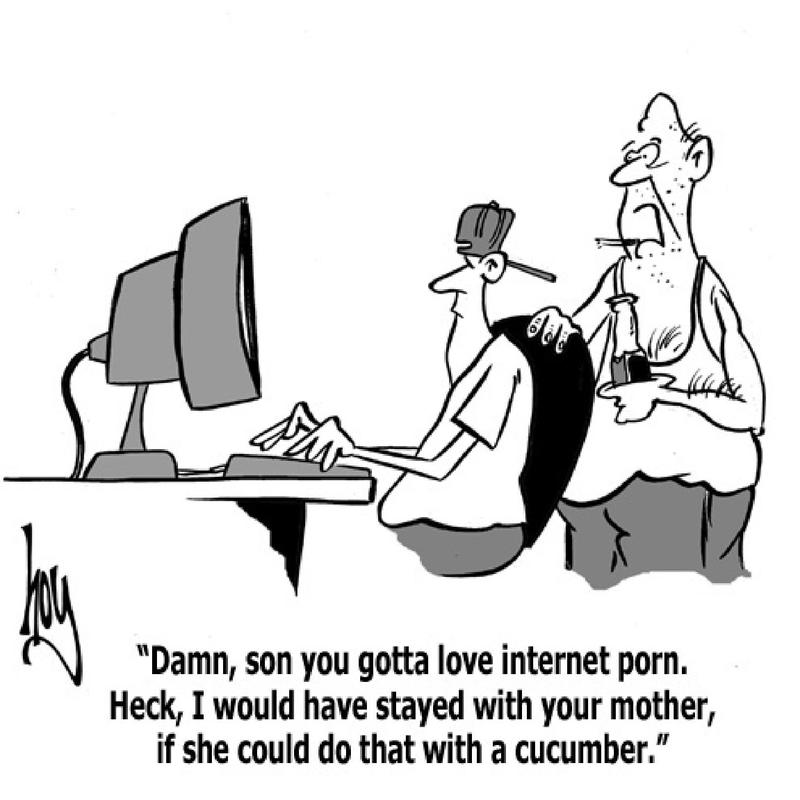 hoy
"Damn, son you gotta love internet porn.
Heck, I would have stayed with your mother,
if she could do that with a cucumber."